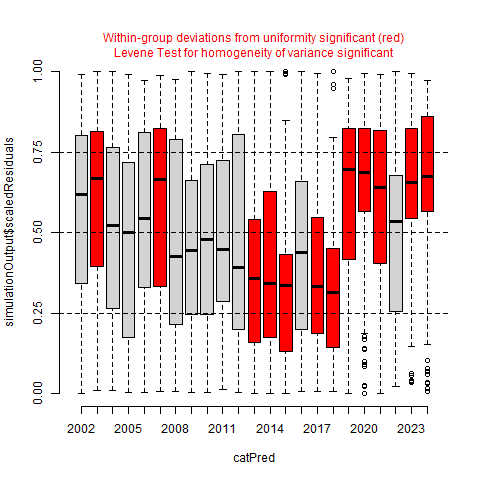 Within-group deviations from uniformity significant (red)
Levene Test for homogeneity of variance significant
simulationOutput$scaledResiduals
1.00
0.75
0.50
0.25
0.00
2002 2005 2008 2011 2014 2017 2020 2023
catPred